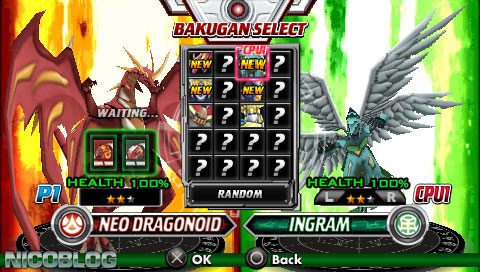 BAKUGAN SELECT
CPU1
NEW ? NEW ?
NEW ? NEW ?
?
?
? ? ? ?
? ? ? ?
RANDOM
WAITING...
HEALTH 100%
HEALTH 100%
P1
L R
CPU1
NEO DRAGONOID
INGRAM
NICOBLOG
OK
Back